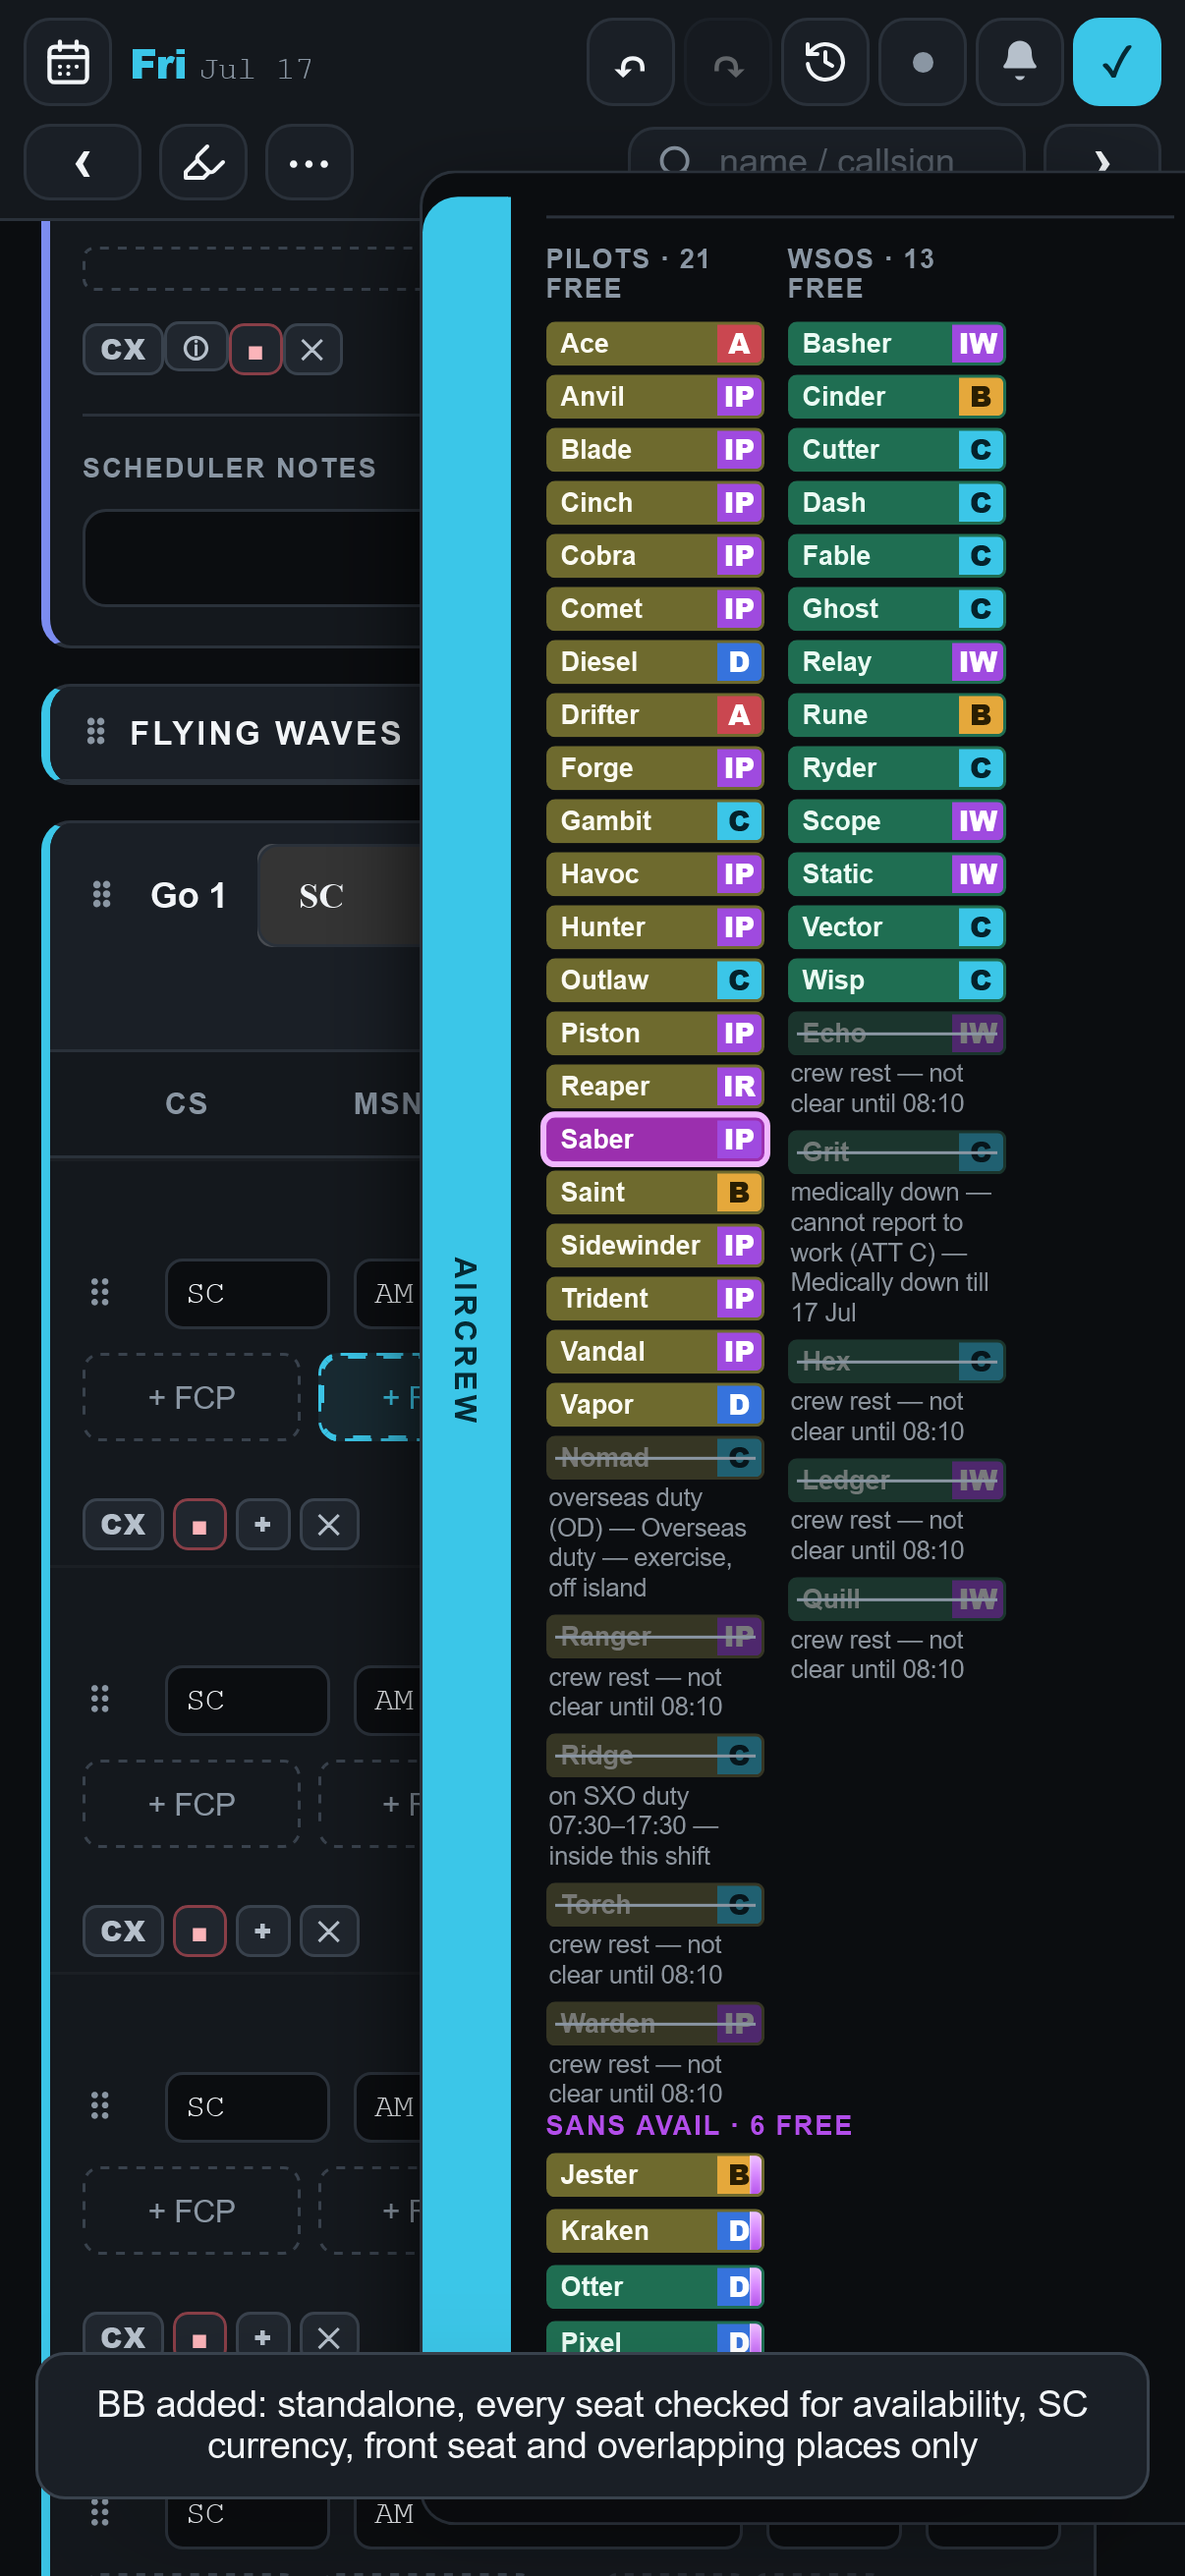 Fri Jul 17
name / callsign
PILOTS · 21 FREE
WSOS · 13 FREE
CX
SCHEDULER NOTES
FLYING WAVES
Go 1
SC
CS
MSN
SC
AM
+ FCP
CX
+
SC
AM
+ FCP
CX
+
SC
AM
+ FCP
CX
+
SC
AM
AIRCREW
Ace A
Anvil IP
Blade IP
Cinch IP
Cobra IP
Comet IP
Diesel D
Drifter A
Forge IP
Gambit C
Havoc IP
Hunter IP
Outlaw C
Piston IP
Reaper IR
Saber IP
Saint B
Sidewinder IP
Trident IP
Vandal IP
Vapor D
Nomad C
overseas duty
(OD) — Overseas
duty — exercise,
off island
Ranger IP
crew rest — not
clear until 08:10
Ridge C
on SXO duty
07:30–17:30 —
inside this shift
Torch C
crew rest — not
clear until 08:10
Warden IP
crew rest — not
clear until 08:10
Basher IW
Cinder B
Cutter C
Dash C
Fable C
Ghost C
Relay IW
Rune B
Ryder C
Scope IW
Static IW
Vector C
Wisp C
Echo IW
crew rest — not
clear until 08:10
Grit C
medically down —
cannot report to
work (ATT C) —
Medically down till
17 Jul
Hex C
crew rest — not
clear until 08:10
Ledger IW
crew rest — not
clear until 08:10
Quill IW
crew rest — not
clear until 08:10
SANS AVAIL · 6 FREE
Jester B
Kraken D
Otter D
Pixel D
BB added: standalone, every seat checked for availability, SC
currency, front seat and overlapping places only